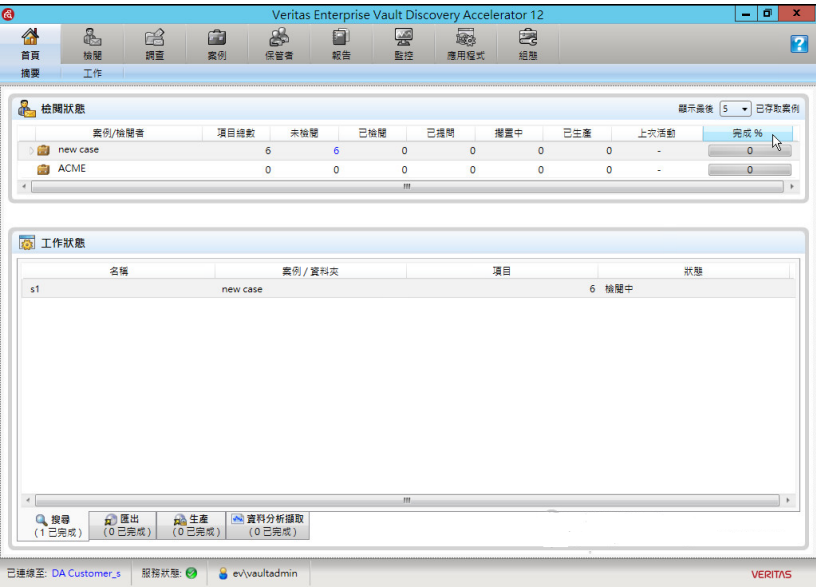 Veritas Enterprise Vault Discovery Accelerator 12
首頁 檢閱 調查 案例 保管者 報告 監控 應用程式 組態
摘要 工作
檢閱狀態 顯示最後 5 已存取案例
案例/檢閱者 項目總數 未檢閱 已檢閱 已提問 擱置中 已生產 上次活動 完成 %
new case 6 6 0 0 0 0 - 0
ACME 0 0 0 0 0 0 - 0
工作狀態
名稱 案例 / 資料夾 項目 狀態
s1 new case 6 檢閱中
搜尋 匯出 生產 資料分析擷取
(1 已完成) (0 已完成) (0 已完成) (0 已完成)
已連線至: DA Customer_s 服務狀態: ev\vaultadmin VERITAS